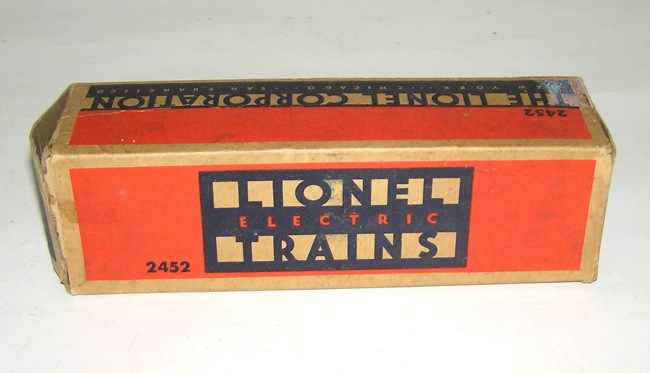 2452
THE LIONEL CORPORATION
NEW YORK · CHICAGO · SAN FRANCISCO
LIONEL
ELECTRIC
TRAINS
2452